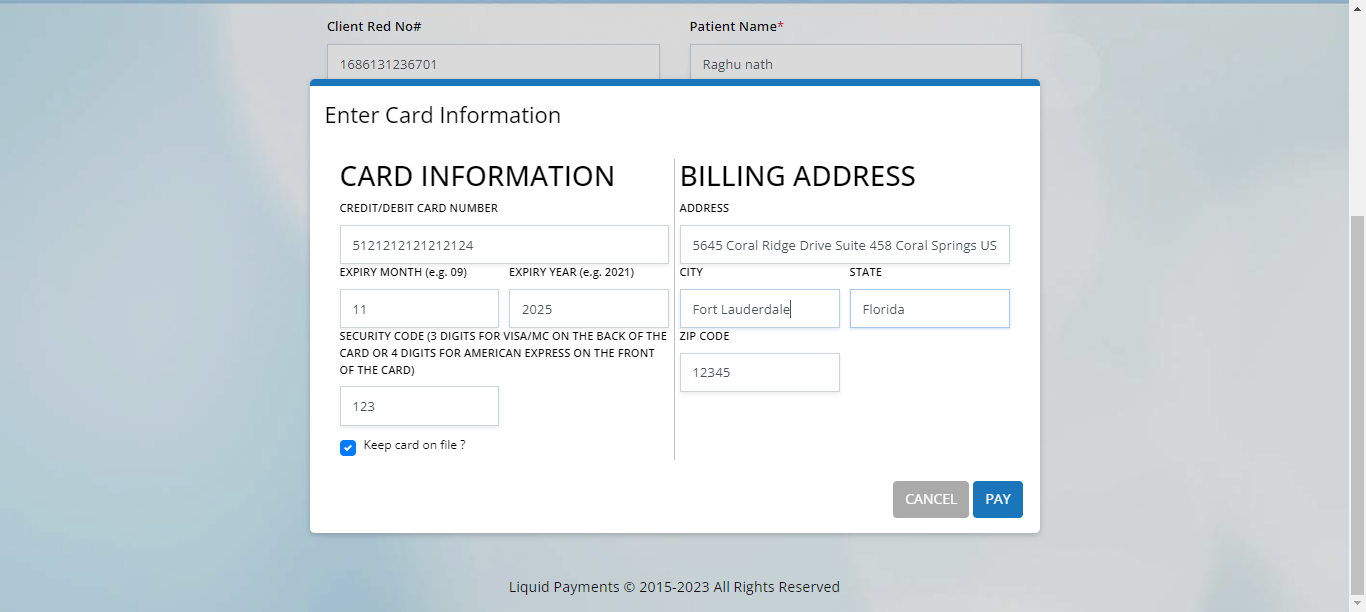 Client Red No#
Patient Name*
1686131236701
Raghu nath
Enter Card Information
CARD INFORMATION
CREDIT/DEBIT CARD NUMBER
5121212121212124
EXPIRY MONTH (e.g. 09)
EXPIRY YEAR (e.g. 2021)
11
2025
SECURITY CODE (3 DIGITS FOR VISA/MC ON THE BACK OF THE
CARD OR 4 DIGITS FOR AMERICAN EXPRESS ON THE FRONT
OF THE CARD)
123
Keep card on file ?
BILLING ADDRESS
ADDRESS
5645 Coral Ridge Drive Suite 458 Coral Springs US
CITY
STATE
Fort Lauderdale
Florida
ZIP CODE
12345
CANCEL
PAY
Liquid Payments © 2015-2023 All Rights Reserved